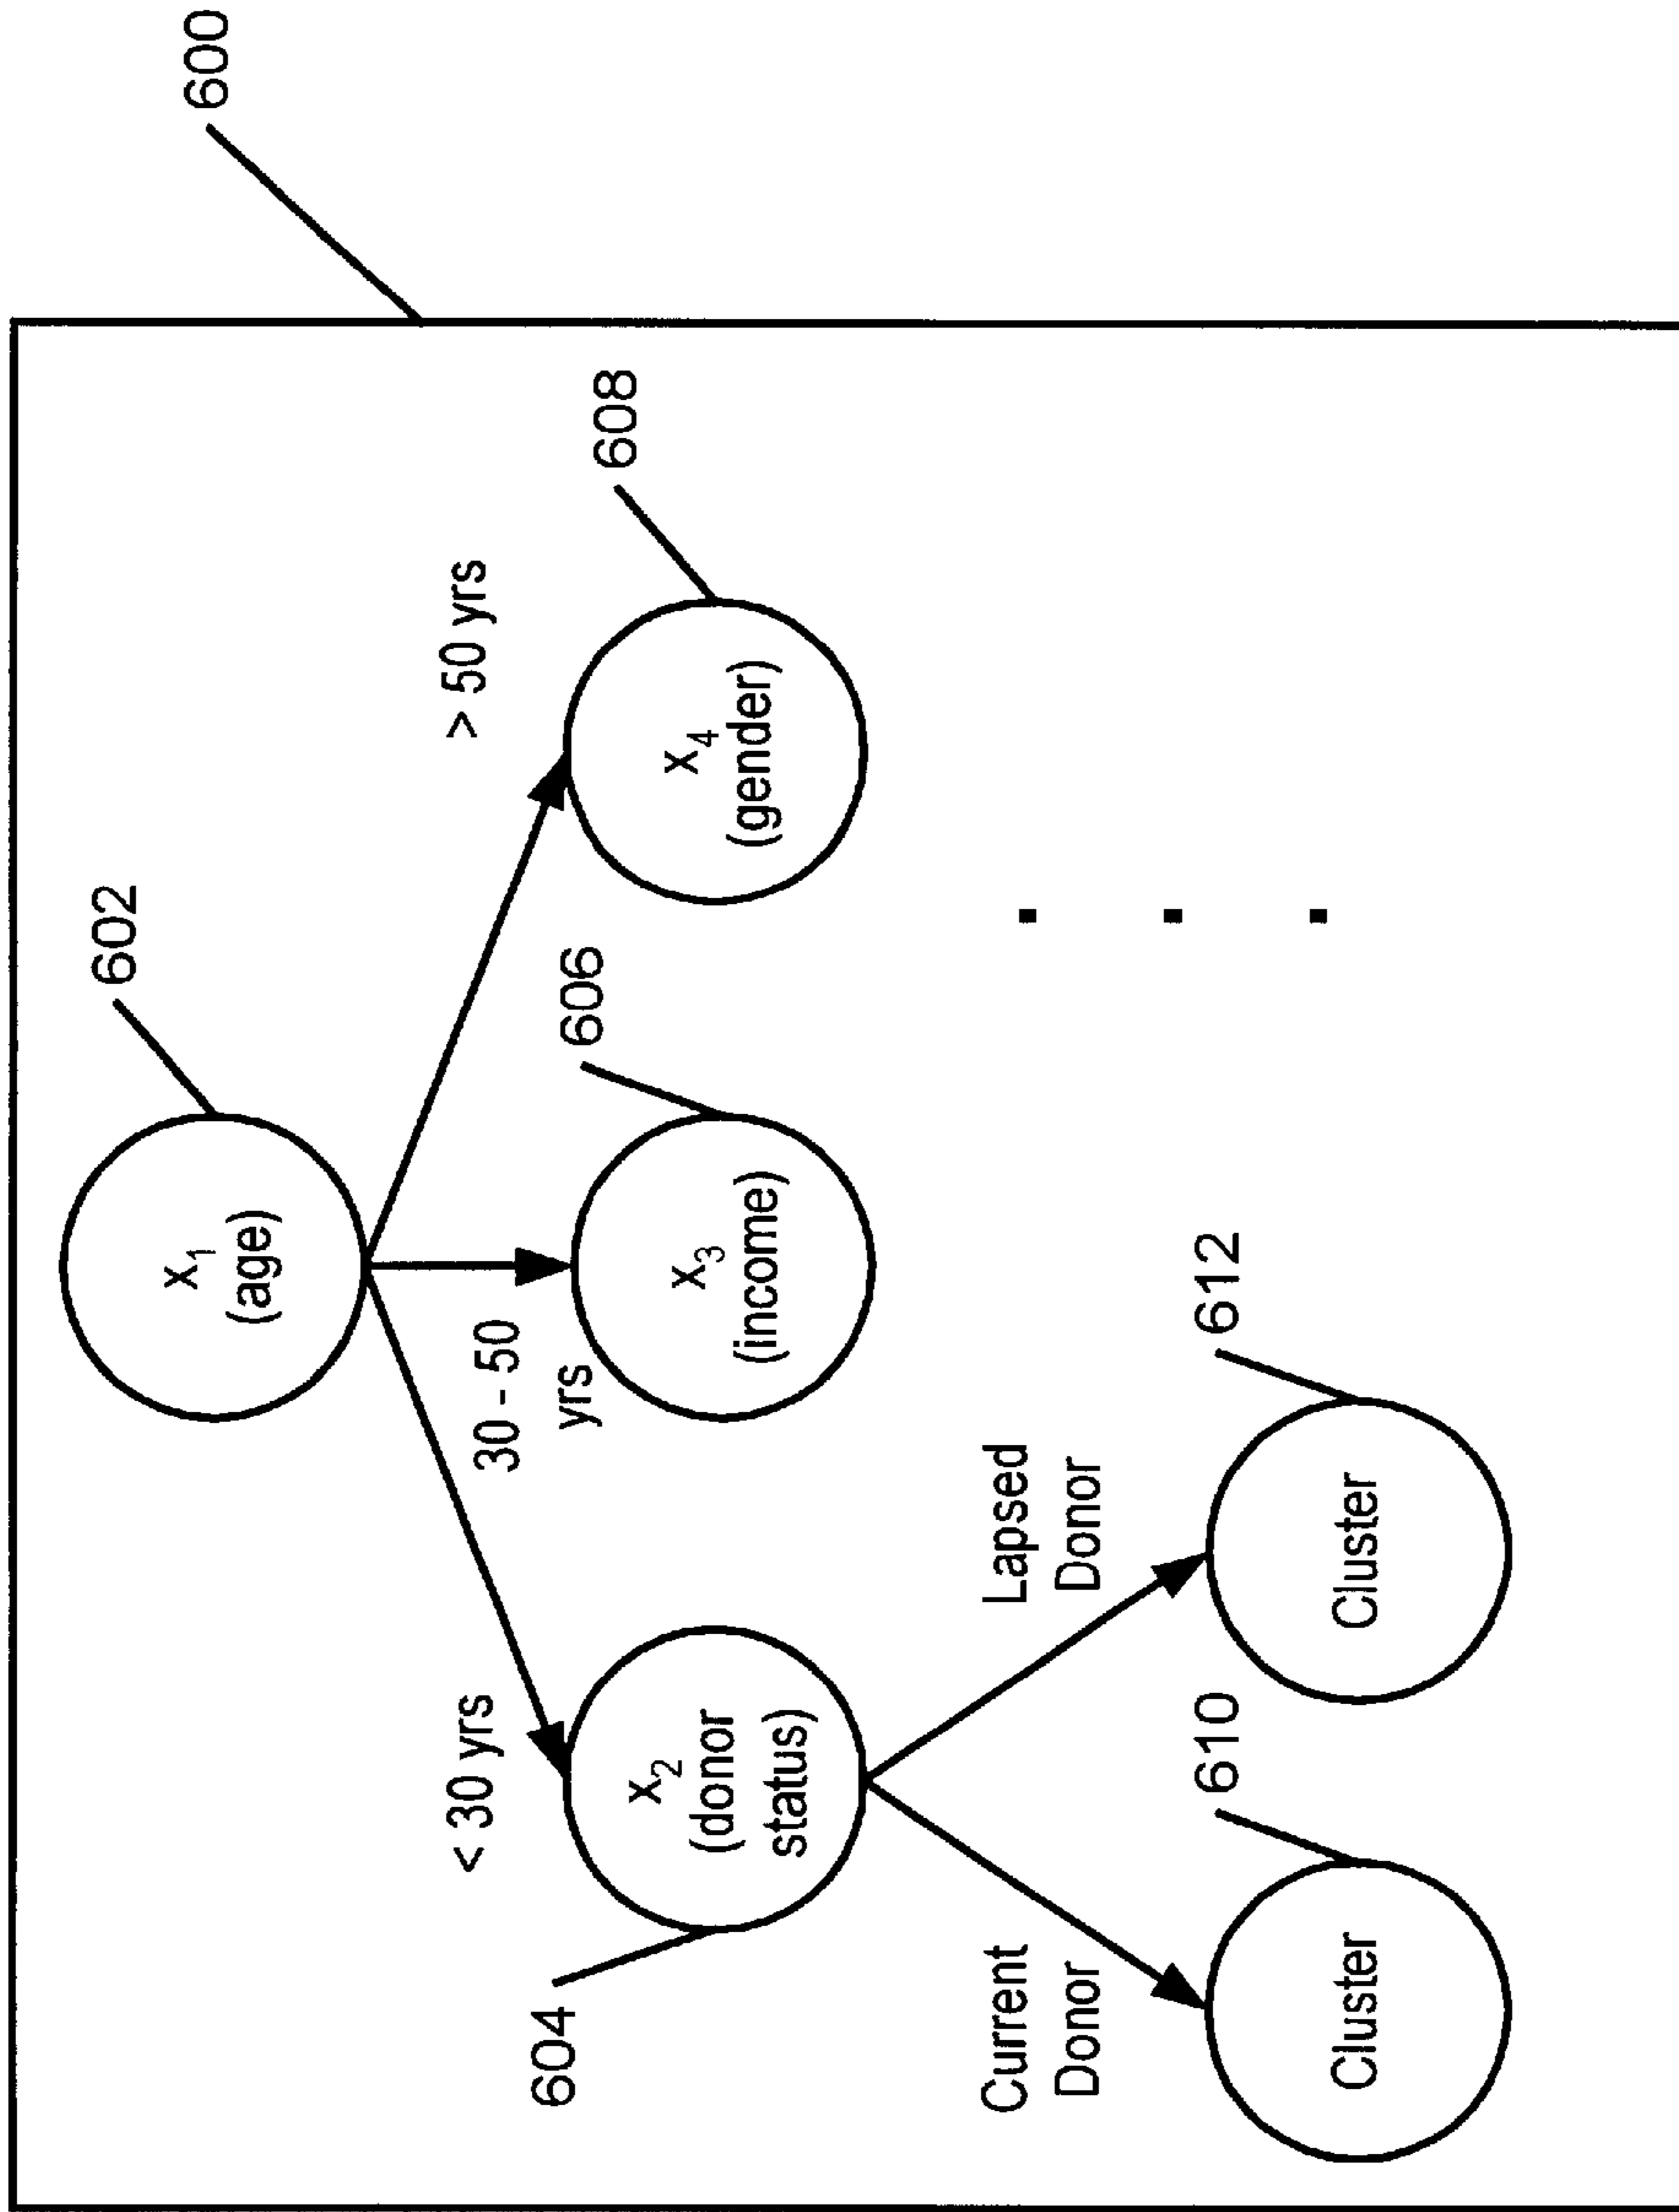 600
602
x1
(age)
< 30 yrs
30 - 50
yrs
> 50 yrs
604
606
608
x2
(donor
status)
x3
(income)
x4
(gender)
Current
Donor
Lapsed
Donor
610
612
Cluster
Cluster